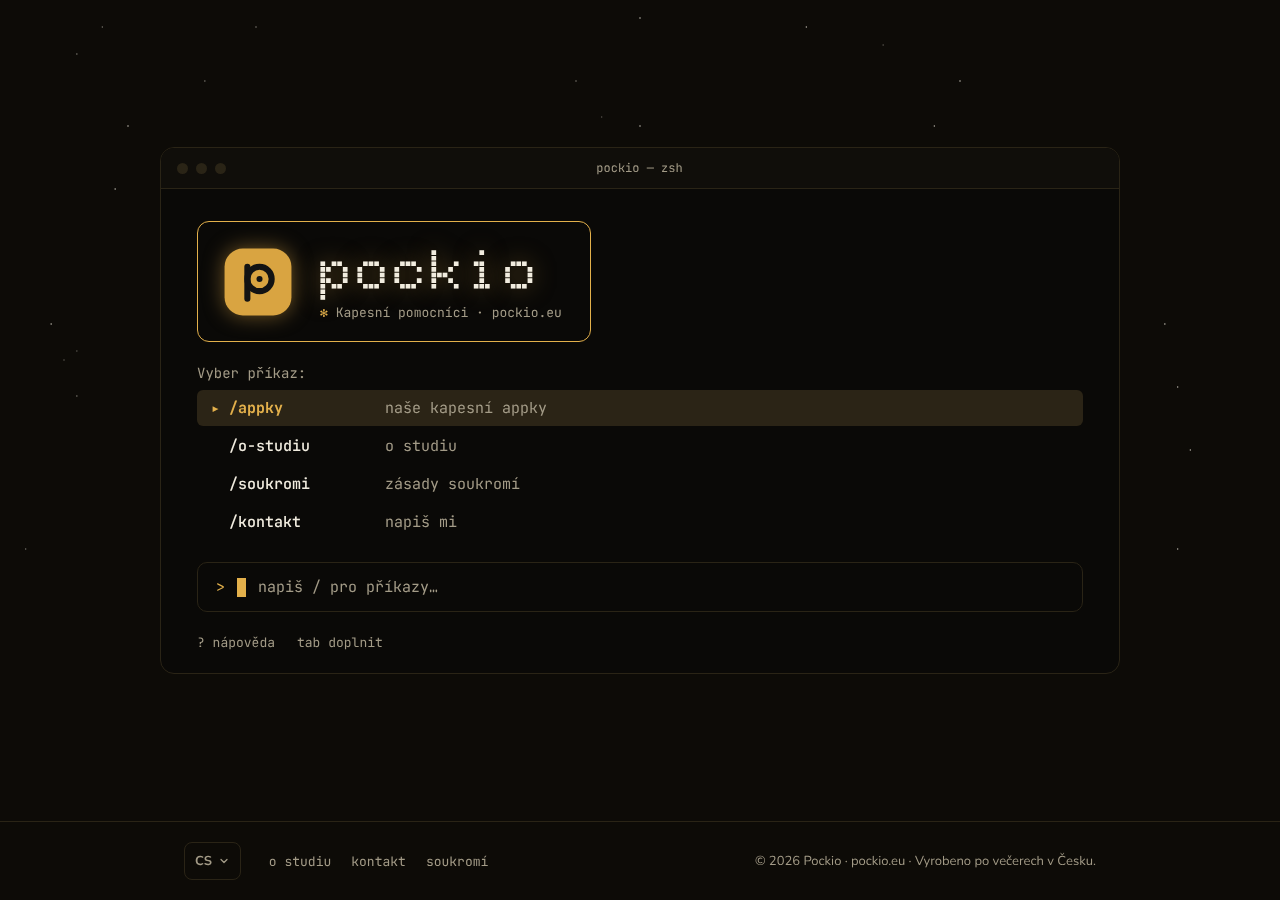 pockio — zsh
p
pockio
✻ Kapesní pomocníci · pockio.eu
Vyber příkaz:
▸ /appky naše kapesní appky
/o-studiu o studiu
/soukromi zásady soukromí
/kontakt napiš mi
> napiš / pro příkazy…
? nápověda tab doplnit
CS o studiu kontakt soukromí © 2026 Pockio · pockio.eu · Vyrobeno po večerech v Česku.